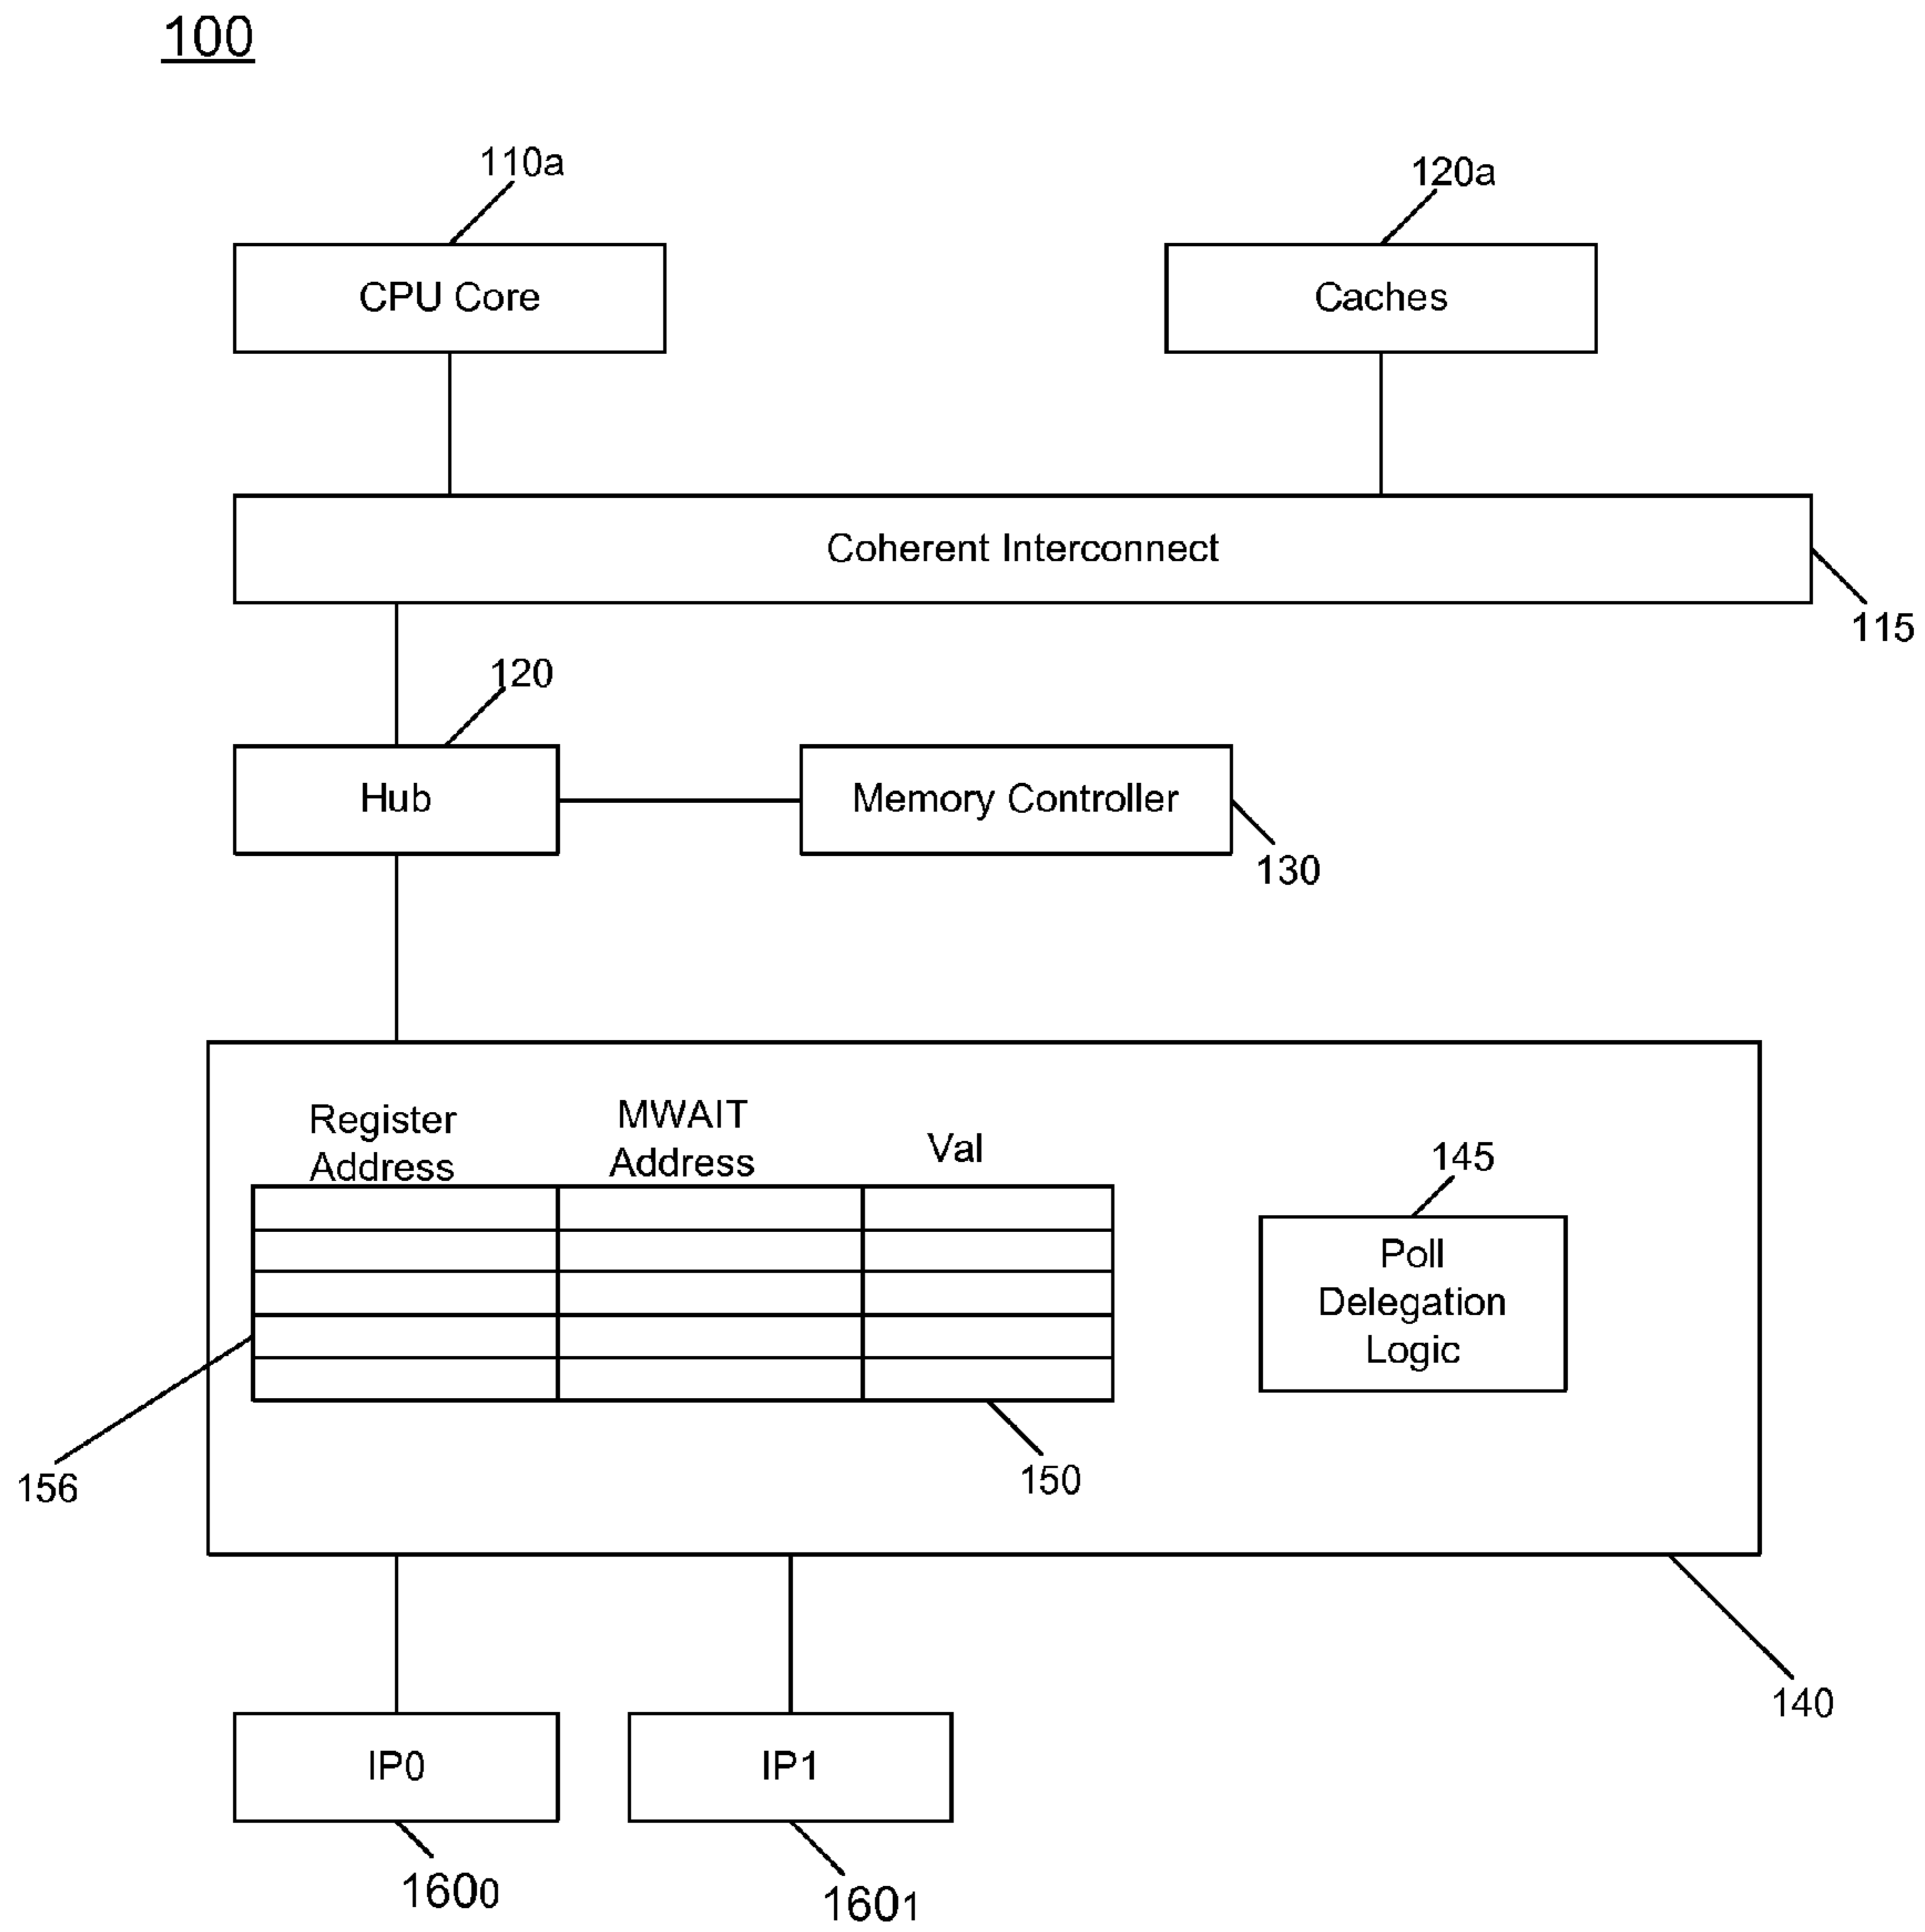 100
110a
120a
CPU Core
Caches
Coherent Interconnect
115
120
Hub
Memory Controller
130
Register
Address
MWAIT
Address
Val
145
Poll
Delegation
Logic
156
150
140
IP0
IP1
160₀
160₁